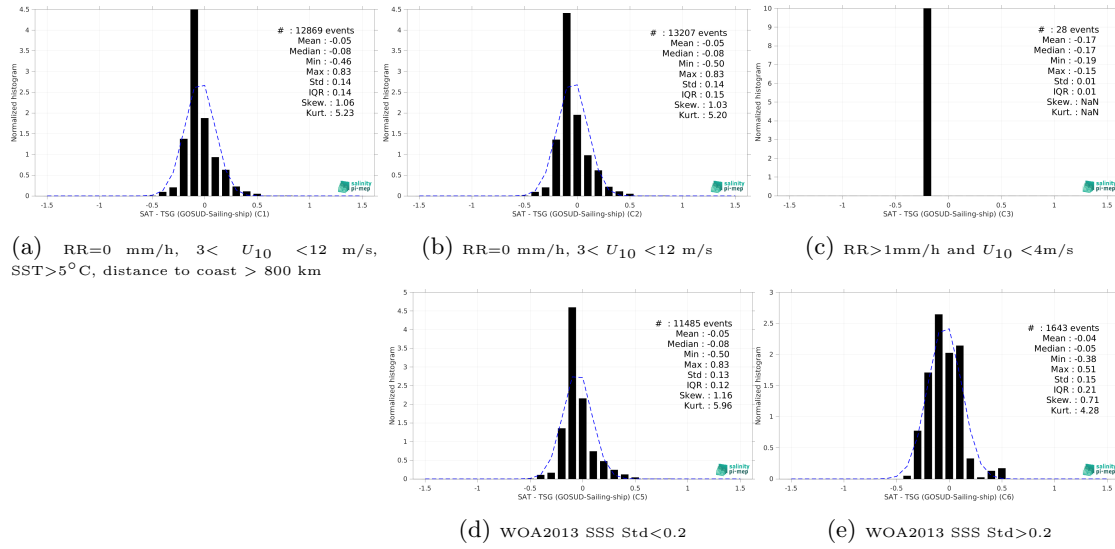 4.5
4
3.5
3
2.5
2
1.5
1
0.5
0
Normalized histogram
# : 12869 events
Mean : -0.05
Median : -0.08
Min : -0.46
Max : 0.83
Std : 0.14
IQR : 0.14
Skew. : 1.06
Kurt. : 5.23
salinity
pi-mep
-1.5 -1 -0.5 0 0.5 1 1.5
SAT - TSG (GOSUD-Sailing-ship) (C1)
(a) RR=0 mm/h, 3< U10 <12 m/s,
SST>5°C, distance to coast > 800 km
4.5
4
3.5
3
2.5
2
1.5
1
0.5
0
Normalized histogram
# : 13207 events
Mean : -0.05
Median : -0.08
Min : -0.50
Max : 0.83
Std : 0.14
IQR : 0.15
Skew. : 1.03
Kurt. : 5.20
salinity
pi-mep
-1.5 -1 -0.5 0 0.5 1 1.5
SAT - TSG (GOSUD-Sailing-ship) (C2)
(b) RR=0 mm/h, 3< U10 <12 m/s
10
9
8
7
6
5
4
3
2
1
0
Normalized histogram
# : 28 events
Mean : -0.17
Median : -0.17
Min : -0.19
Max : -0.15
Std : 0.01
IQR : 0.01
Skew. : NaN
Kurt. : NaN
salinity
pi-mep
-1.5 -1 -0.5 0 0.5 1 1.5
SAT - TSG (GOSUD-Sailing-ship) (C3)
(c) RR>1mm/h and U10 <4m/s
5
4.5
4
3.5
3
2.5
2
1.5
1
0.5
0
Normalized histogram
# : 11485 events
Mean : -0.05
Median : -0.08
Min : -0.50
Max : 0.83
Std : 0.13
IQR : 0.12
Skew. : 1.16
Kurt. : 5.96
salinity
pi-mep
-1.5 -1 -0.5 0 0.5 1 1.5
SAT - TSG (GOSUD-Sailing-ship) (C5)
(d) WOA2013 SSS Std<0.2
3
2.5
2
1.5
1
0.5
0
Normalized histogram
# : 1643 events
Mean : -0.04
Median : -0.05
Min : -0.38
Max : 0.51
Std : 0.15
IQR : 0.21
Skew. : 0.71
Kurt. : 4.28
salinity
pi-mep
-1.5 -1 -0.5 0 0.5 1 1.5
SAT - TSG (GOSUD-Sailing-ship) (C6)
(e) WOA2013 SSS Std>0.2